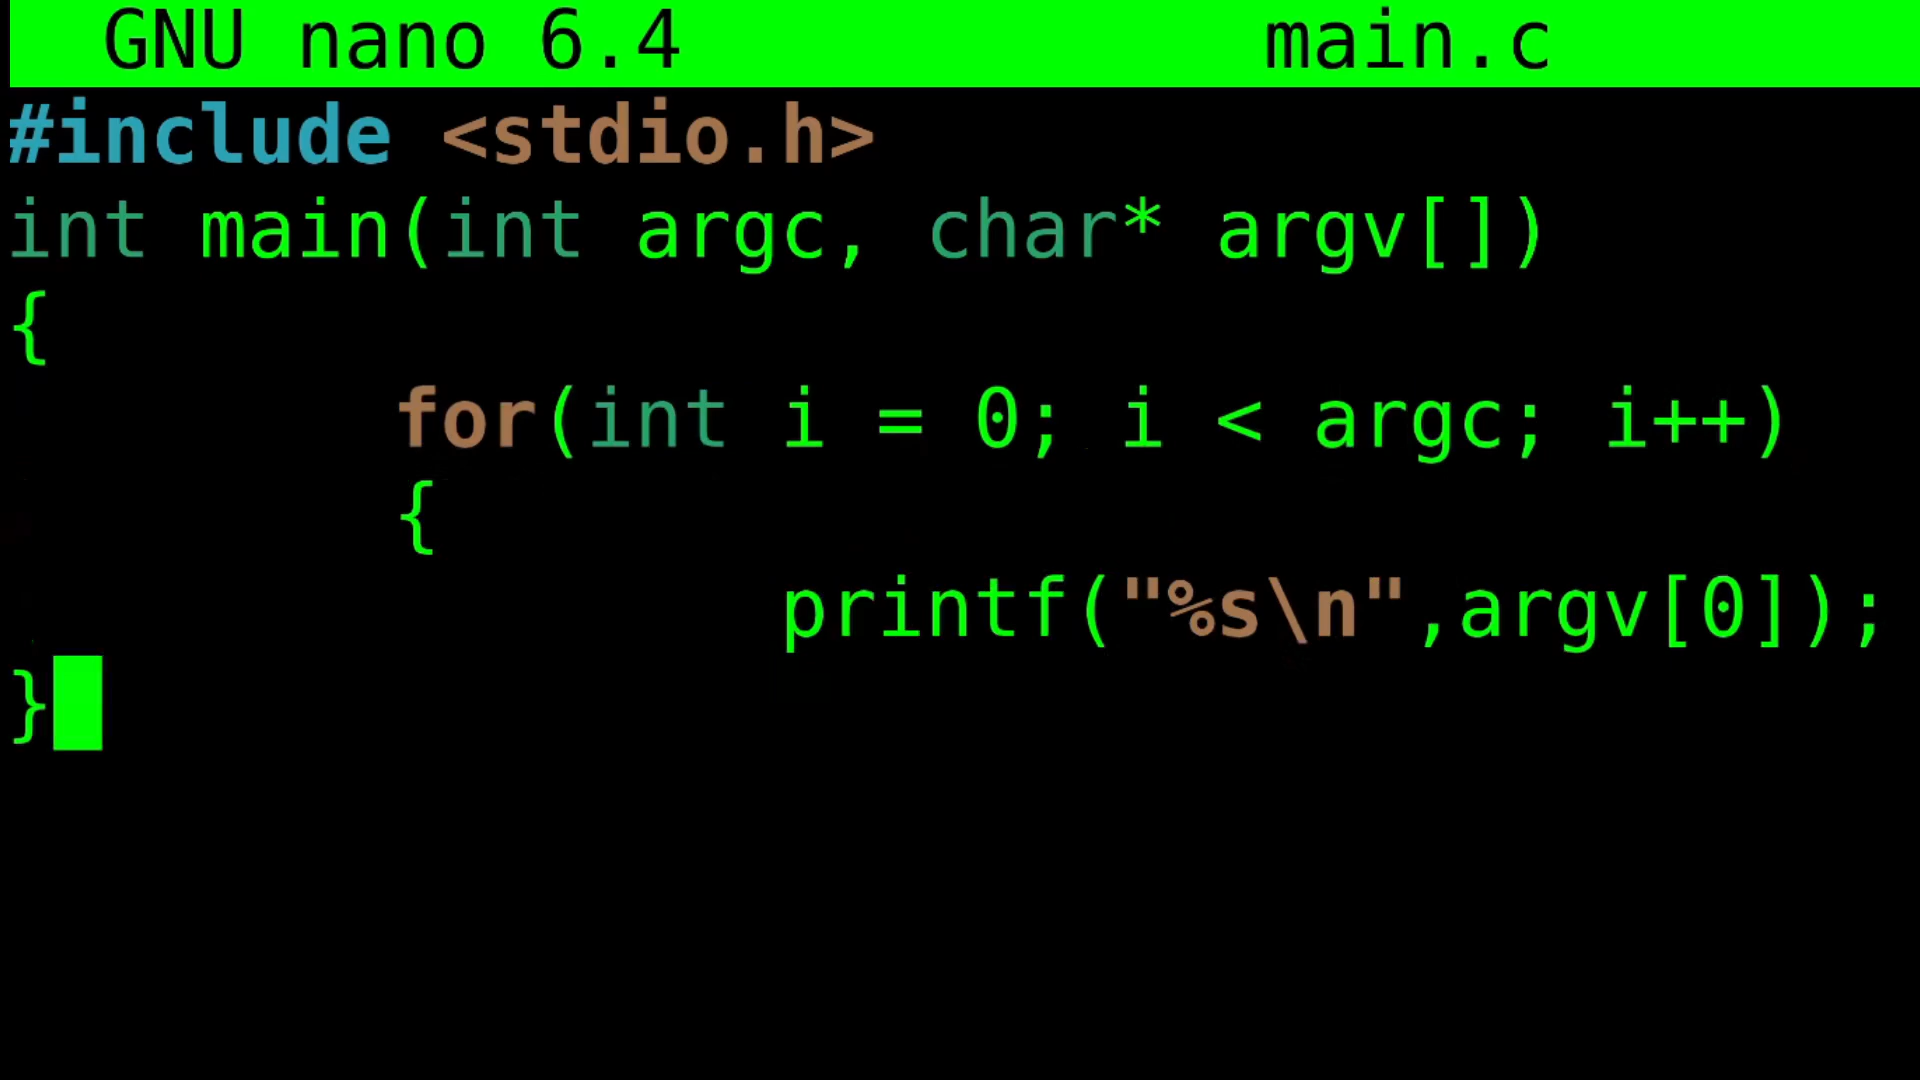 GNU nano 6.4 main.c
#include <stdio.h>
int main(int argc, char* argv[])
{
for(int i = 0; i < argc; i++)
{
printf("%s\n",argv[0]);
}